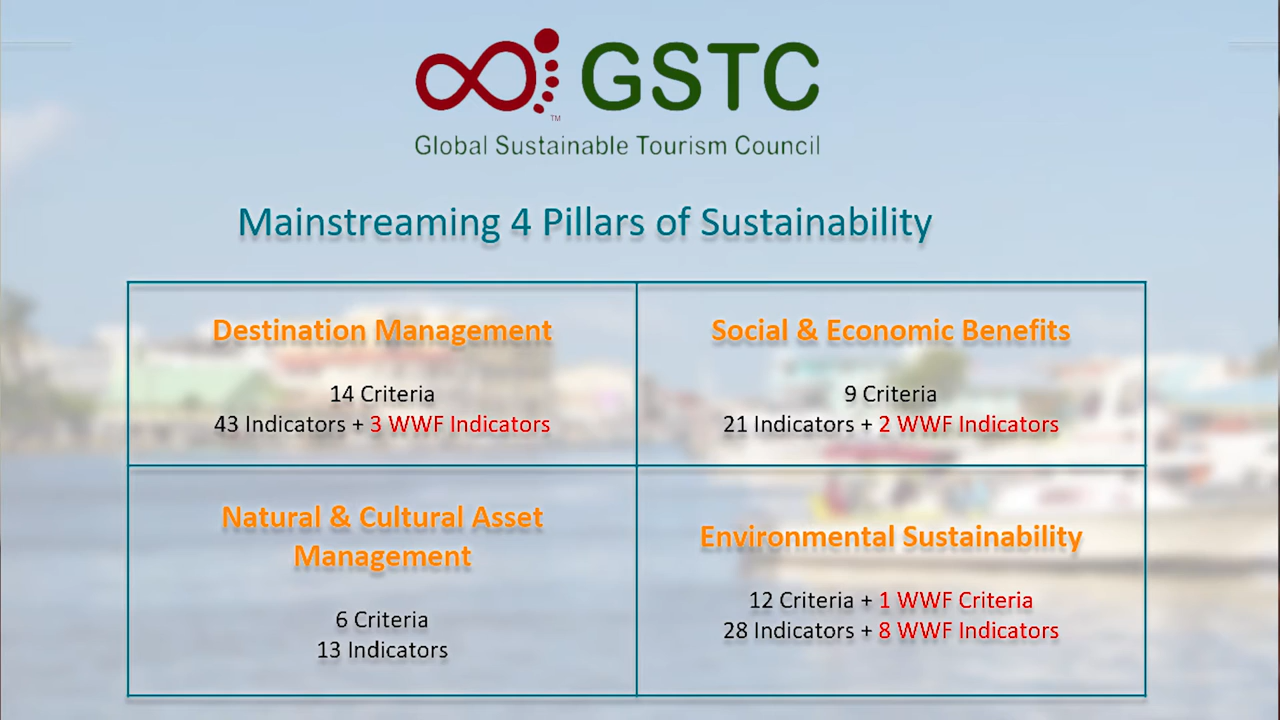 GSTC
TM
Global Sustainable Tourism Council
Mainstreaming 4 Pillars of Sustainability
Destination Management
14 Criteria
43 Indicators + 3 WWF Indicators
Social & Economic Benefits
9 Criteria
21 Indicators + 2 WWF Indicators
Natural & Cultural Asset
Management
6 Criteria
13 Indicators
Environmental Sustainability
12 Criteria + 1 WWF Criteria
28 Indicators + 8 WWF Indicators